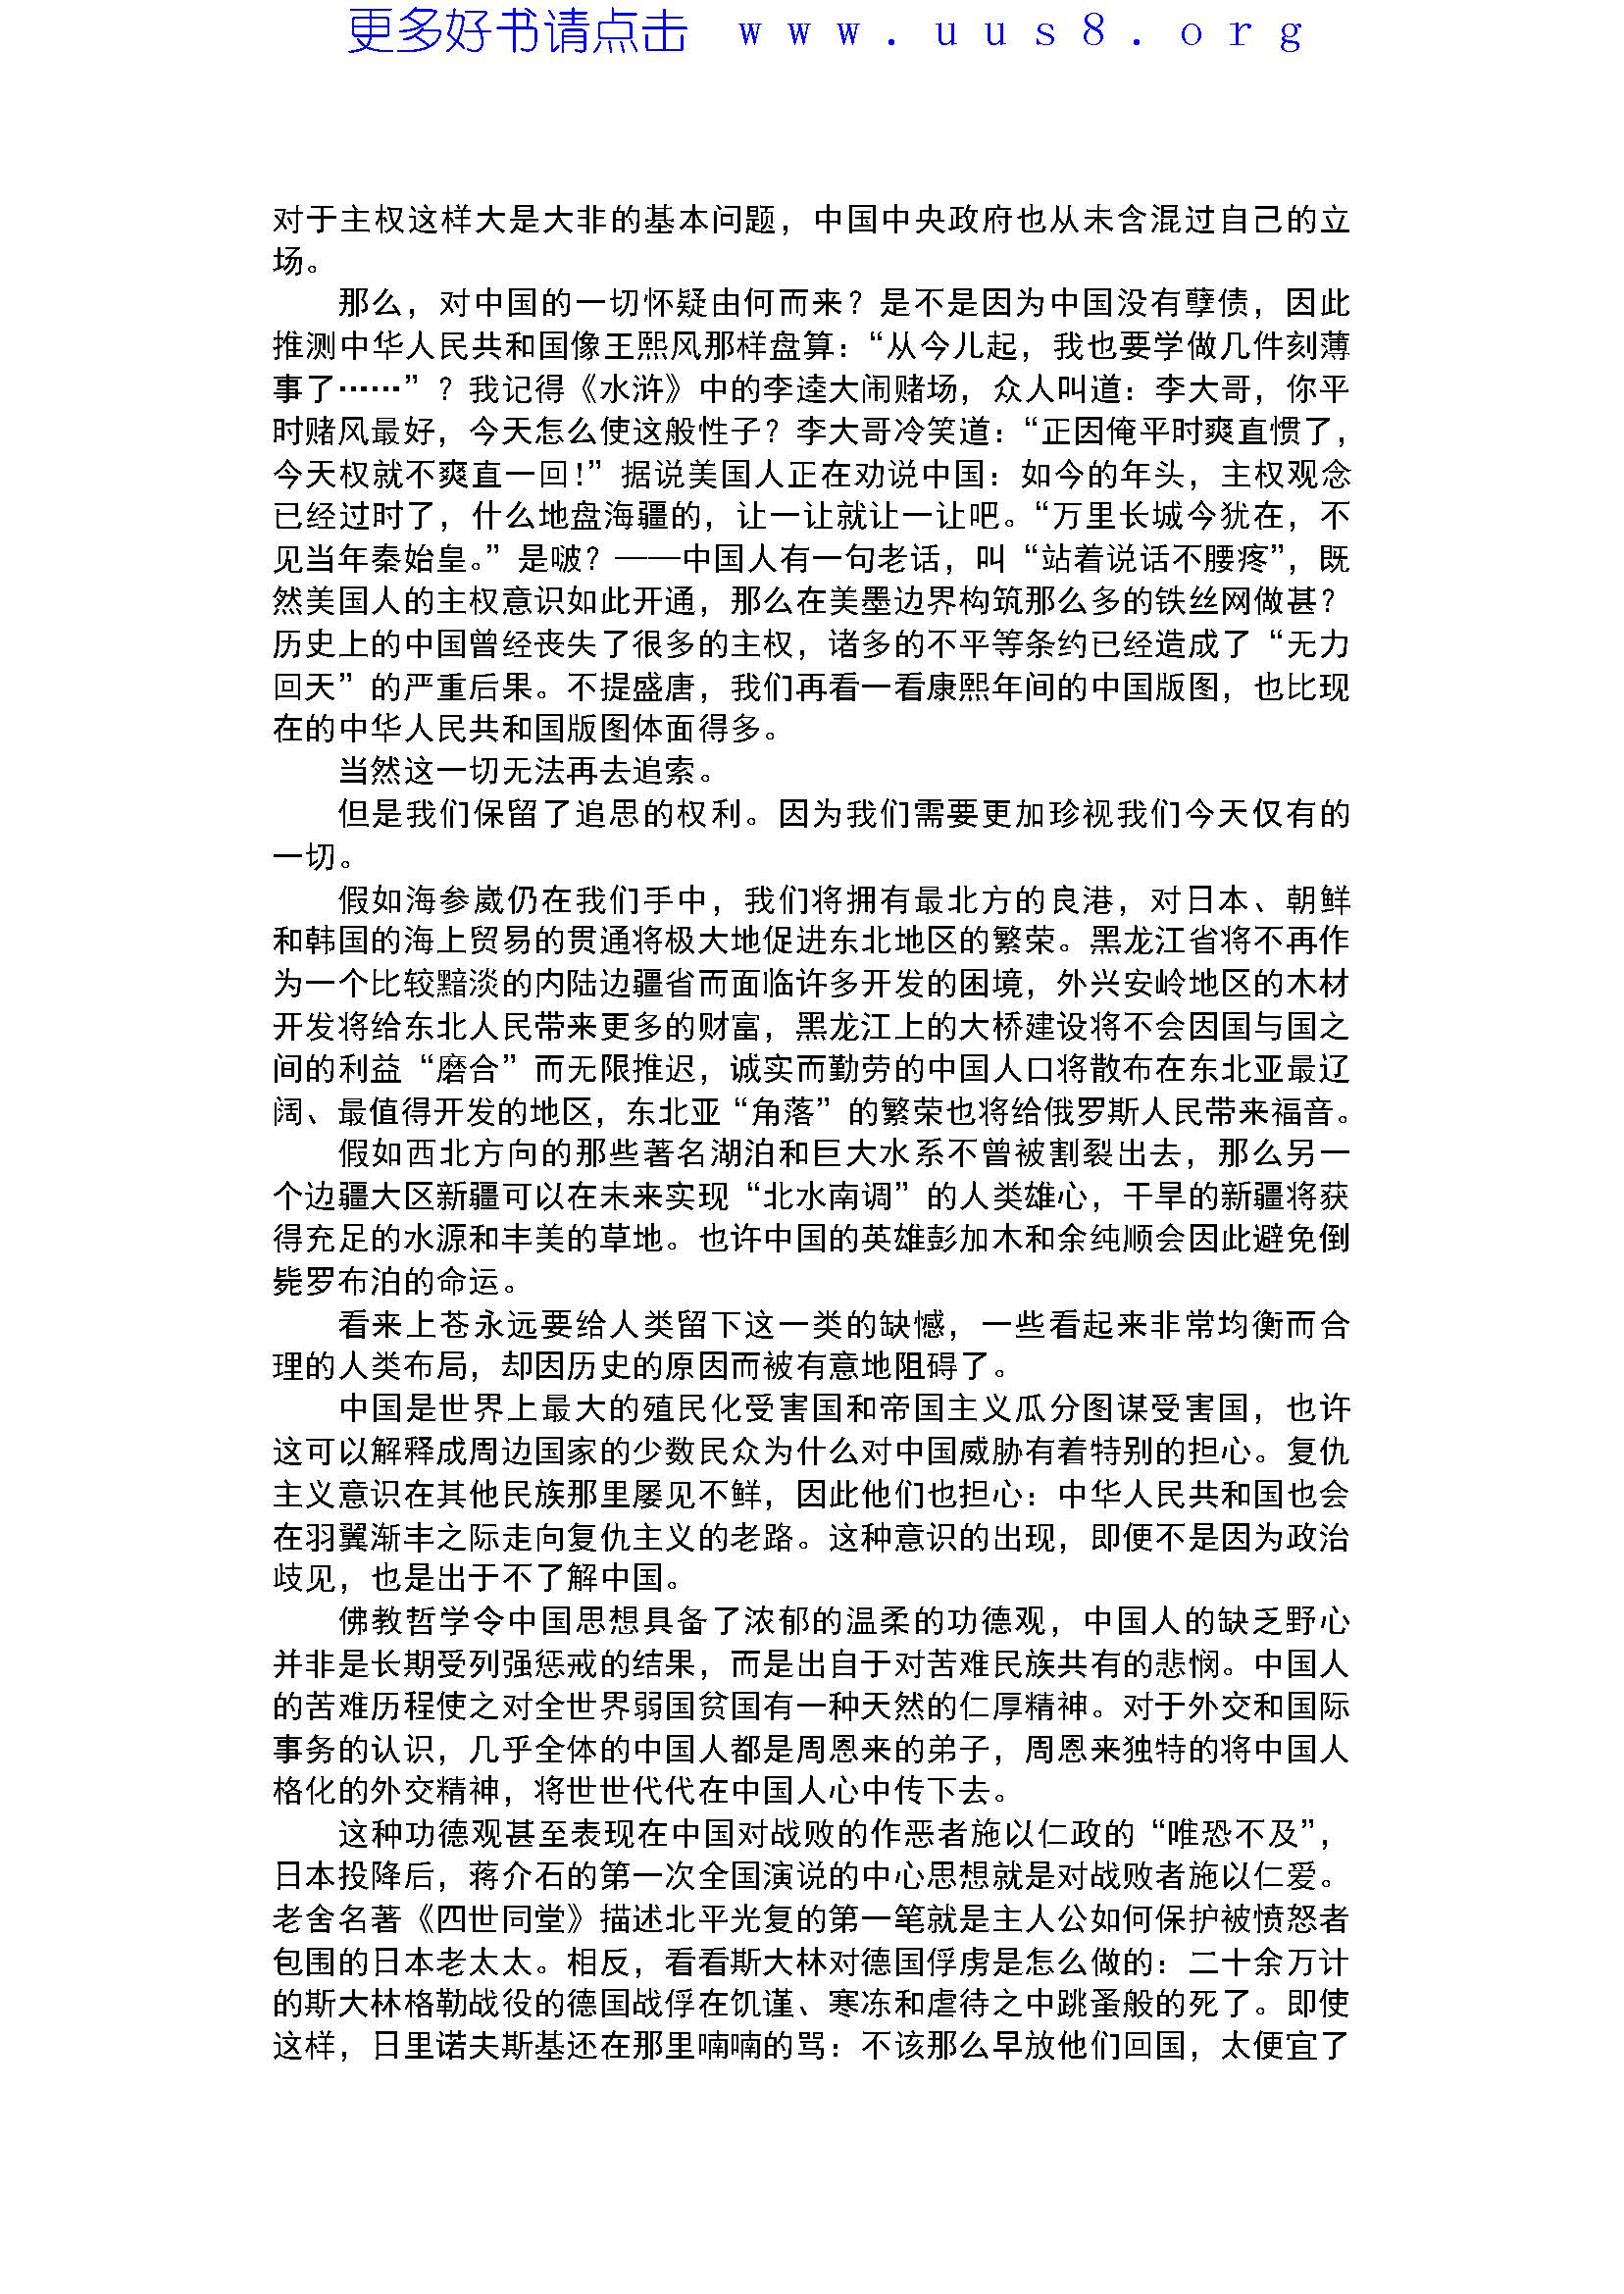 更多好书请点击 www.uus8.org
对于主权这样大是大非的基本问题，中国中央政府也从未含混过自己的立
场。
那么，对中国的一切怀疑由何而来？是不是因为中国没有孽债，因此
推测中华人民共和国像王熙风那样盘算：“从今儿起，我也要学做几件刻薄
事了……”？我记得《水浒》中的李逵大闹赌场，众人叫道：李大哥，你平
时赌风最好，今天怎么使这般性子？李大哥冷笑道：“正因俺平时爽直惯了，
今天权就不爽直一回！”据说美国人正在劝说中国：如今的年头，主权观念
已经过时了，什么地盘海疆的，让一让就让一让吧。“万里长城今犹在，不
见当年秦始皇。”是啵？——中国人有一句老话，叫“站着说话不腰疼”，既
然美国人的主权意识如此开通，那么在美墨边界构筑那么多的铁丝网做甚？
历史上的中国曾经丧失了很多的主权，诸多的不平等条约已经造成了“无力
回天”的严重后果。不提盛唐，我们再看一看康熙年间的中国版图，也比现
在的中华人民共和国版图体面得多。
当然这一切无法再去追索。
但是我们保留了追思的权利。因为我们需要更加珍视我们今天仅有的
一切。
假如海参崴仍在我们手中，我们将拥有最北方的良港，对日本、朝鲜
和韩国的海上贸易的贯通将极大地促进东北地区的繁荣。黑龙江省将不再作
为一个比较黯淡的内陆边疆省而面临许多开发的困境，外兴安岭地区的木材
开发将给东北人民带来更多的财富，黑龙江上的大桥建设将不会因国与国之
间的利益“磨合”而无限推迟，诚实而勤劳的中国人口将散布在东北亚最辽
阔、最值得开发的地区，东北亚“角落”的繁荣也将给俄罗斯人民带来福音。
假如西北方向的那些著名湖泊和巨大水系不曾被割裂出去，那么另一
个边疆大区新疆可以在未来实现“北水南调”的人类雄心，干旱的新疆将获
得充足的水源和丰美的草地。也许中国的英雄彭加木和余纯顺会因此避免倒
毙罗布泊的命运。
看来上苍永远要给人类留下这一类的缺憾，一些看起来非常均衡而合
理的人类布局，却因历史的原因而被有意地阻碍了。
中国是世界上最大的殖民化受害国和帝国主义瓜分图谋受害国，也许
这可以解释成周边国家的少数民众为什么对中国威胁有着特别的担心。复仇
主义意识在其他民族那里屡见不鲜，因此他们也担心：中华人民共和国也会
在羽翼渐丰之际走向复仇主义的老路。这种意识的出现，即便不是因为政治
歧见，也是出于不了解中国。
佛教哲学令中国思想具备了浓郁的温柔的功德观，中国人的缺乏野心
并非是长期受列强惩戒的结果，而是出自于对苦难民族共有的悲悯。中国人
的苦难历程使之对全世界弱国贫国有一种天然的仁厚精神。对于外交和国际
事务的认识，几乎全体的中国人都是周恩来的弟子，周恩来独特的将中国人
格化的外交精神，将世世代代在中国人心中传下去。
这种功德观甚至表现在中国对战败的作恶者施以仁政的“唯恐不及”，
日本投降后，蒋介石的第一次全国演说的中心思想就是对战败者施以仁爱。
老舍名著《四世同堂》描述北平光复的第一笔就是主人公如何保护被愤怒者
包围的日本老太太。相反，看看斯大林对德国俘虏是怎么做的：二十余万计
的斯大林格勒战役的德国战俘在饥谨、寒冻和虐待之中跳蚤般的死了。即使
这样，日里诺夫斯基还在那里喃喃的骂：不该那么早放他们回国，太便宜了